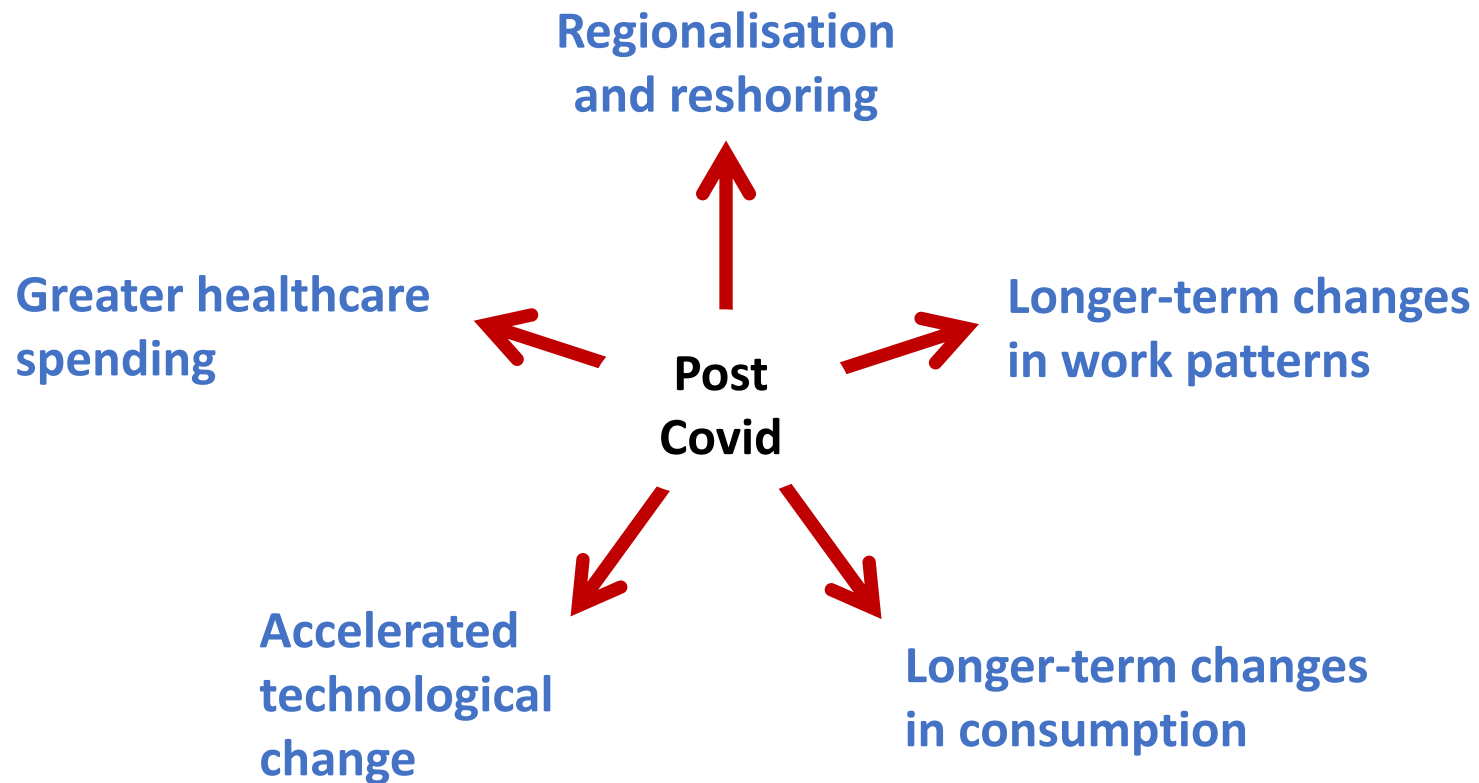 Regionalisation
and reshoring
Greater healthcare
spending
Longer-term changes
in work patterns
Post
Covid
Accelerated
technological
change
Longer-term changes
in consumption